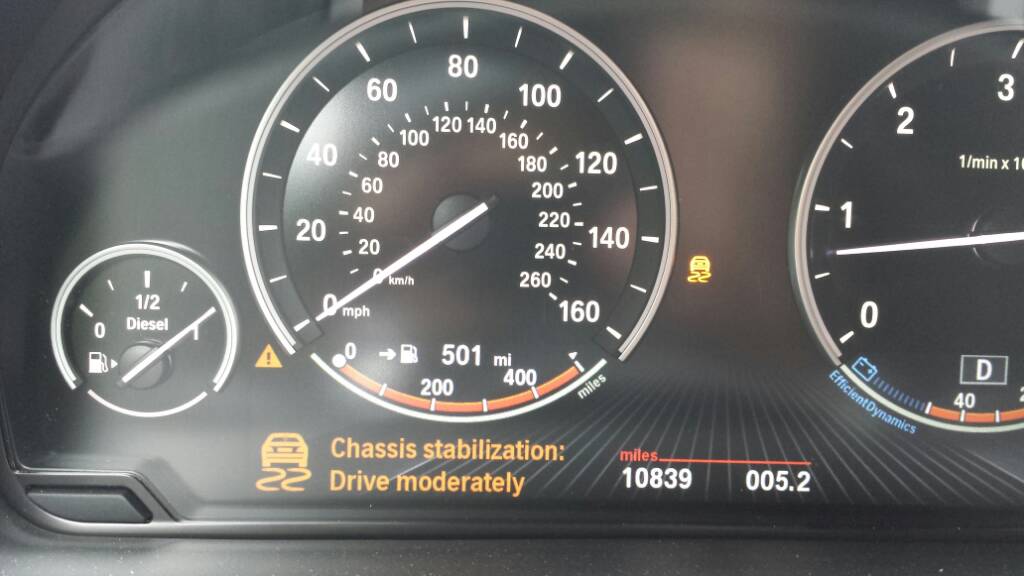 80
60
100
40
120
20
140
0 mph
160
120 140
100
160
80
180
60
200
40
220
20
240
0 km/h
260
1/2
0
Diesel
1
0
501 mi
200
400
miles
3
2
1/min x 10
1
0
D
40
EfficientDynamics
Chassis stabilization:
Drive moderately
miles
10839 005.2